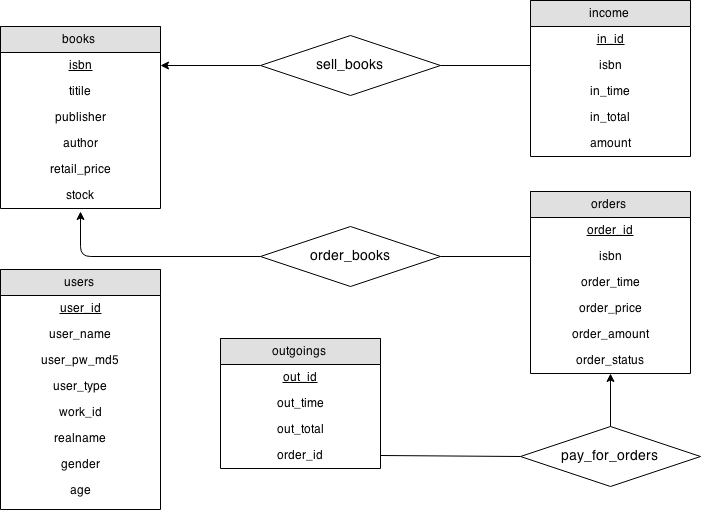 books
isbn
titile
publisher
author
retail_price
stock
sell_books
income
in_id
isbn
in_time
in_total
amount
order_books
orders
order_id
isbn
order_time
order_price
order_amount
order_status
users
user_id
user_name
user_pw_md5
user_type
work_id
realname
gender
age
outgoings
out_id
out_time
out_total
order_id
pay_for_orders